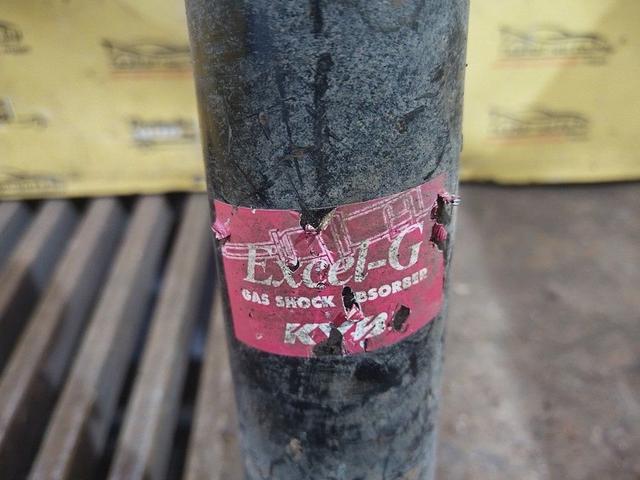 Excel-G
GAS SHOCK ABSORBER
KYB